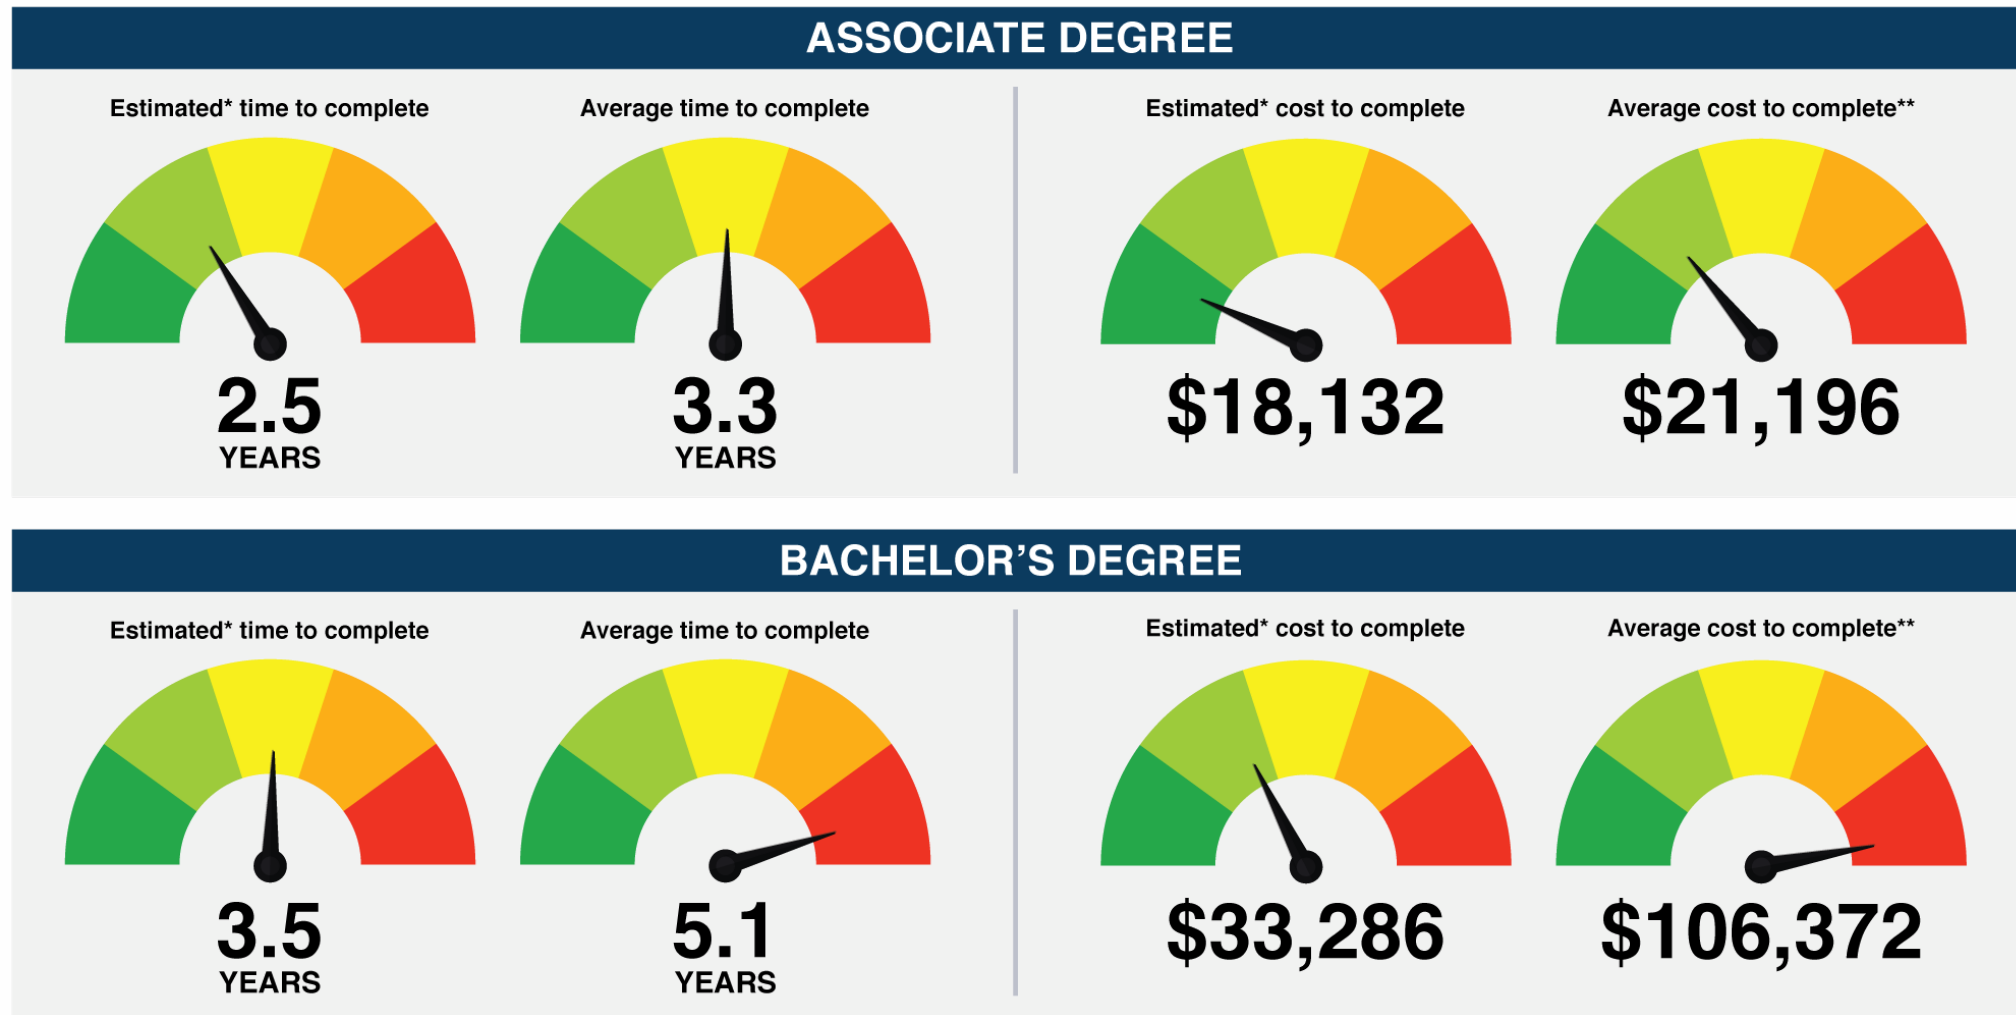 ASSOCIATE DEGREE
Estimated* time to complete
Average time to complete
Estimated* cost to complete
Average cost to complete**
2.5
YEARS
3.3
YEARS
$18,132
$21,196
BACHELOR’S DEGREE
Estimated* time to complete
Average time to complete
Estimated* cost to complete
Average cost to complete**
3.5
YEARS
5.1
YEARS
$33,286
$106,372